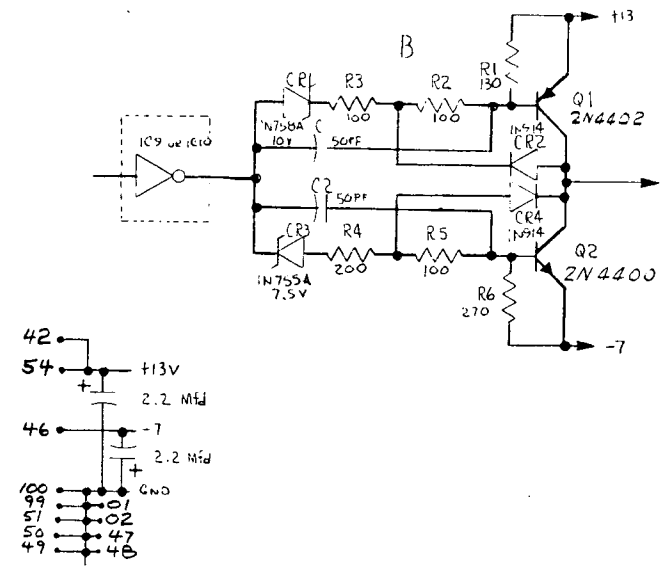 +13
B
R1
130
CR1
R3
100
R2
100
Q1
2N4402
1N758A
10V
C
50PF
1N914
CR2
IC9 OR IC10
C2
50PF
CR4
1N914
CR3
R4
200
R5
100
Q2
2N4400
1N755A
7.5V
R6
270
-7
42
54
+13V
+
2.2 Mfd
46
-7
2.2 Mfd
+
100
GND
99
01
51
02
50
47
49
48